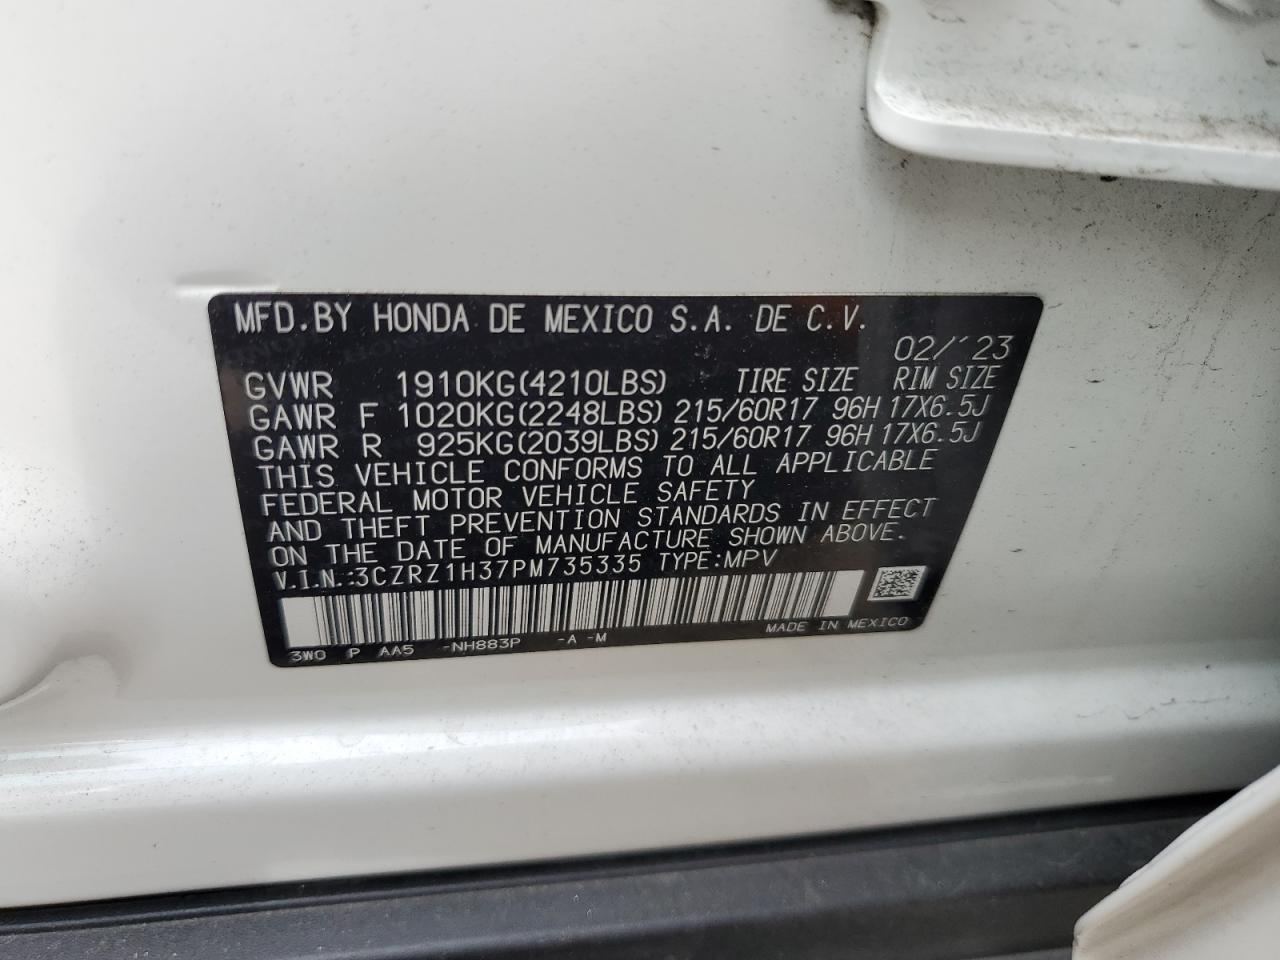 MFD.BY HONDA DE MEXICO S.A. DE C.V.
02/'23
GVWR 1910KG(4210LBS) TIRE SIZE RIM SIZE
GAWR F 1020KG(2248LBS) 215/60R17 96H 17X6.5J
GAWR R 925KG(2039LBS) 215/60R17 96H 17X6.5J
THIS VEHICLE CONFORMS TO ALL APPLICABLE
FEDERAL MOTOR VEHICLE SAFETY
AND THEFT PREVENTION STANDARDS IN EFFECT
ON THE DATE OF MANUFACTURE SHOWN ABOVE.
V.I.N.:3CZRZ1H37PM735335 TYPE:MPV
3W0 P AA5 -NH883P -A -M MADE IN MEXICO